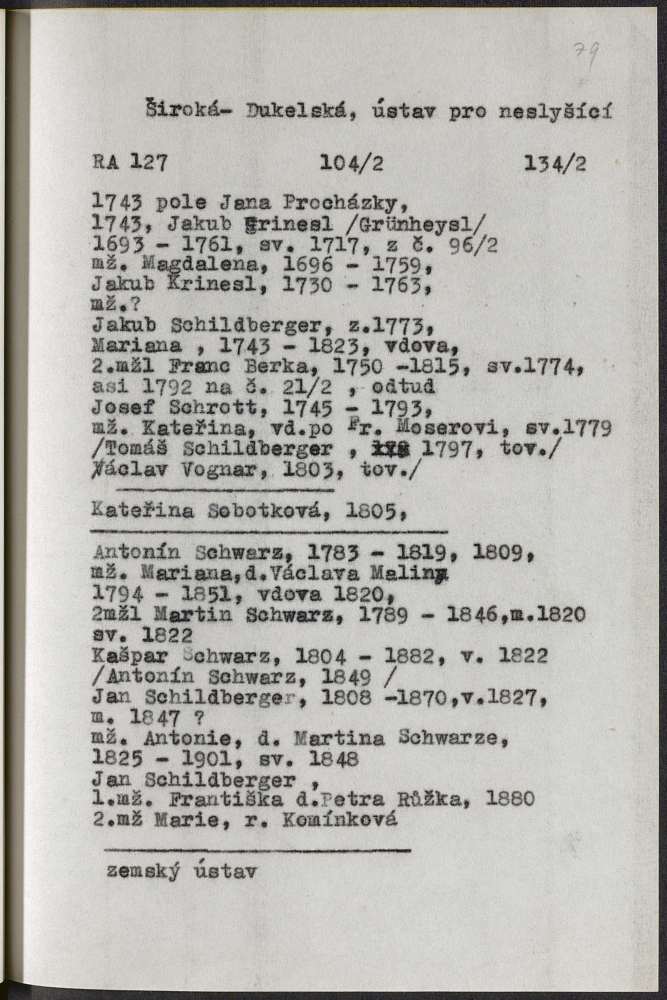 79
Široká- Dukelská, ústav pro neslyšící
RA 127 104/2 134/2
1743 pole Jana Procházky,
1743, Jakub Grinesl /Grünheysl/
1693 - 1761, sv. 1717, z č. 96/2
mž. Magdalena, 1696 - 1759,
Jakub Krinesl, 1730 - 1763,
mž.?
Jakub Schildberger, z.1773,
Mariana , 1743 - 1823, vdova,
2.mžl Franc Berka, 1750 -1815, sv.1774,
asi 1792 na č. 21/2 , odtud
Josef Schrott, 1745 - 1793,
mž. Kateřina, vd.po Fr. Moserovi, sv.1779
/Tomáš Schildberger , 1797, tov./
Václav Vognar, 1803, tov./
Kateřina Sobotková, 1805,
Antonín Schwarz, 1783 - 1819, 1809,
mž. Mariana,d.Václava Maliny
1794 - 1851, vdova 1820,
2mžl Martin Schwarz, 1789 - 1846,m.1820
sv. 1822
Kašpar Schwarz, 1804 - 1882, v. 1822
/Antonín Schwarz, 1849 /
Jan Schildberger, 1808 -1870,v.1827,
m. 1847 ?
mž. Antonie, d. Martina Schwarze,
1825 - 1901, sv. 1848
Jan Schildberger ,
1.mž. Františka d.Petra Růžka, 1880
2.mž Marie, r. Komínková
zemský ústav